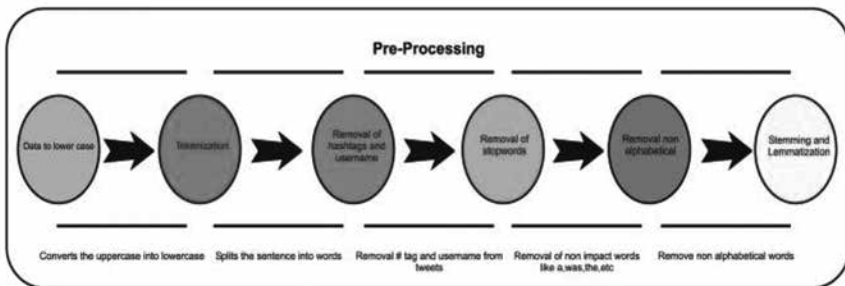 Pre-Processing
Data to lower case
Tokenization
Removal of
hashtags and
username
Removal of
stopwords
Removal non
alphabetical
Stemming and
Lemmatization
Converts the uppercase into lowercase
Splits the sentence into words
Removal # tag and username from
tweets
Removal of non impact words
like a,was,the,etc
Remove non alphabetical words